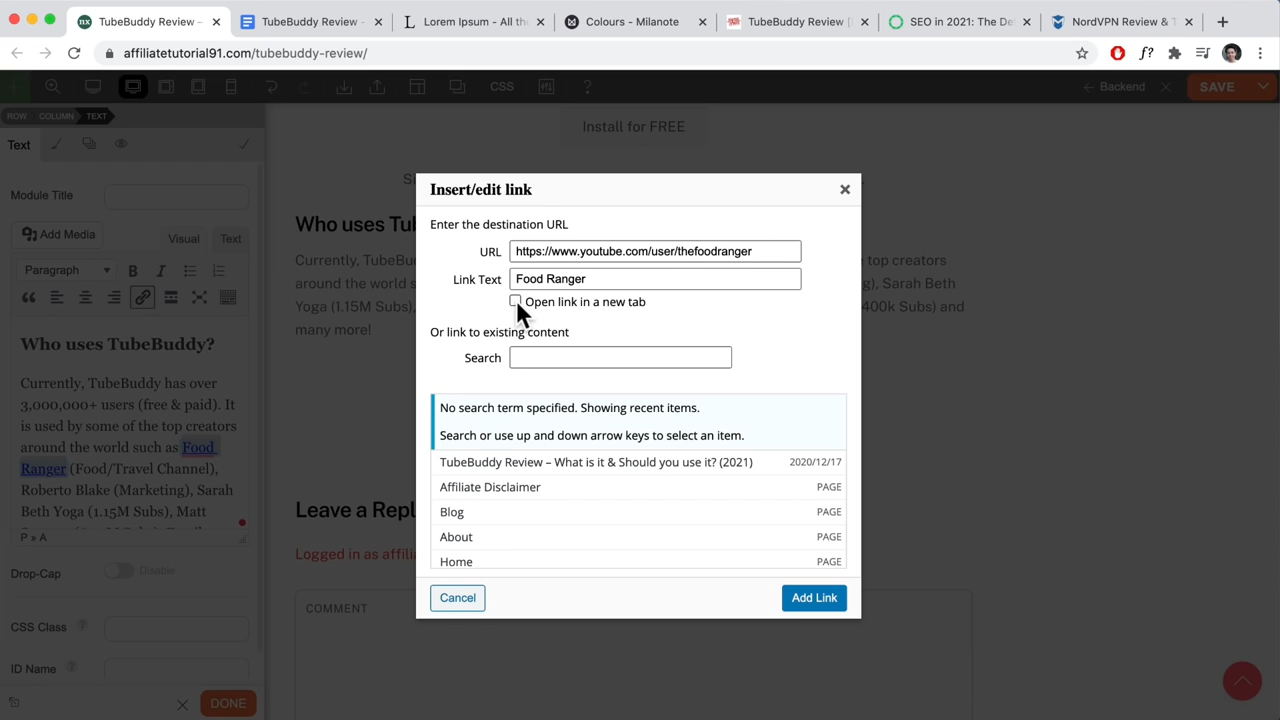 TubeBuddy Review -
TubeBuddy Review -
Lorem Ipsum - All the
Colours - Milanote
TubeBuddy Review
SEO in 2021: The De
NordVPN Review & T
affiliatetutorial91.com/tubebuddy-review/
CSS
?
Backend
SAVE
ROW
COLUMN
TEXT
Text
Install for FREE
Module Title
Add Media
Visual
Text
Paragraph
B
I
P » A
Who uses TubeBuddy?
Currently, TubeBuddy has over
3,000,000+ users (free & paid). It
is used by some of the top creators
around the world such as Food
Ranger (Food/Travel Channel),
Roberto Blake (Marketing), Sarah
Beth Yoga (1.15M Subs), Matt
Drop-Cap
Disable
CSS Class
ID Name
DONE
Who uses Tu
Currently, TubeBu
around the world s
Yoga (1.15M Subs),
many more!
op creators
), Sarah Beth
400k Subs) and
Leave a Repl
Logged in as affili
COMMENT
Insert/edit link
Enter the destination URL
URL
https://www.youtube.com/user/thefoodranger
Link Text
Food Ranger
Open link in a new tab
Or link to existing content
Search
No search term specified. Showing recent items.
Search or use up and down arrow keys to select an item.
TubeBuddy Review – What is it & Should you use it? (2021)
2020/12/17
Affiliate Disclaimer
PAGE
Blog
PAGE
About
PAGE
Home
PAGE
Cancel
Add Link